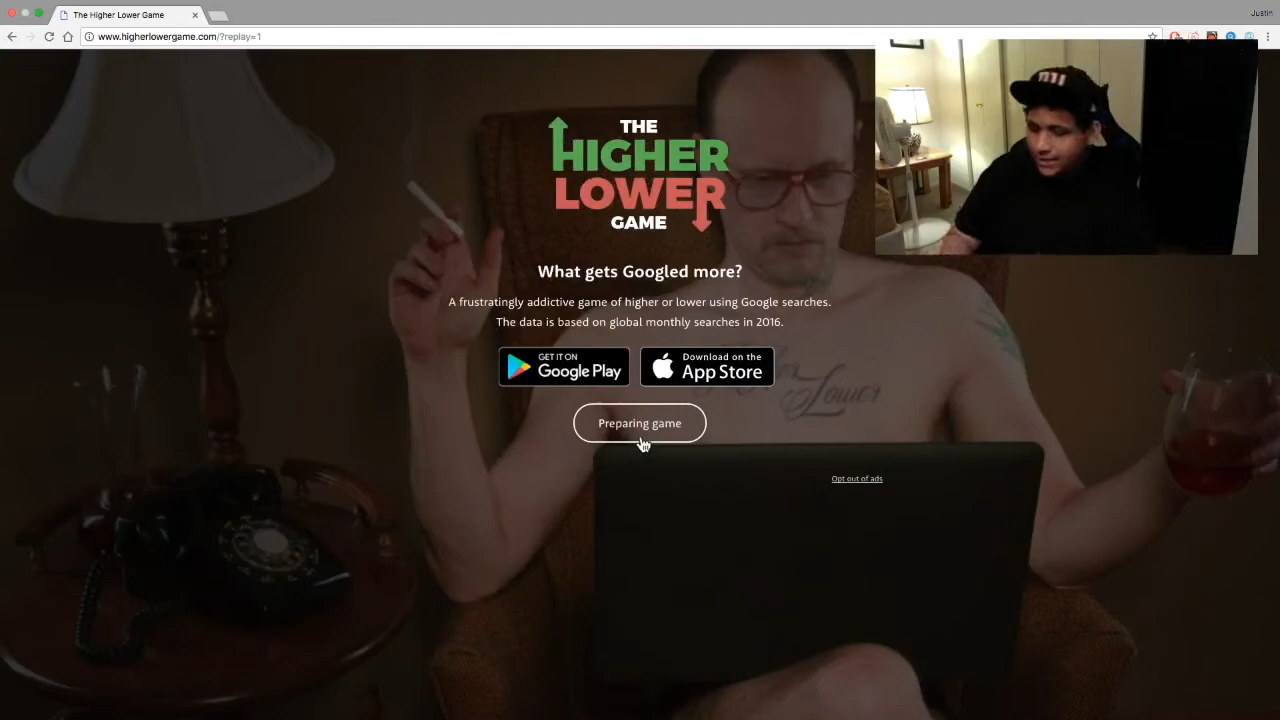 The Higher Lower Game
Justin
www.higherlowergame.com/?replay=1
THE
HIGHER
LOWER
GAME
What gets Googled more?
A frustratingly addictive game of higher or lower using Google searches.
The data is based on global monthly searches in 2016.
GET IT ON
Google Play
Download on the
App Store
Lower
Preparing game
Opt out of ads